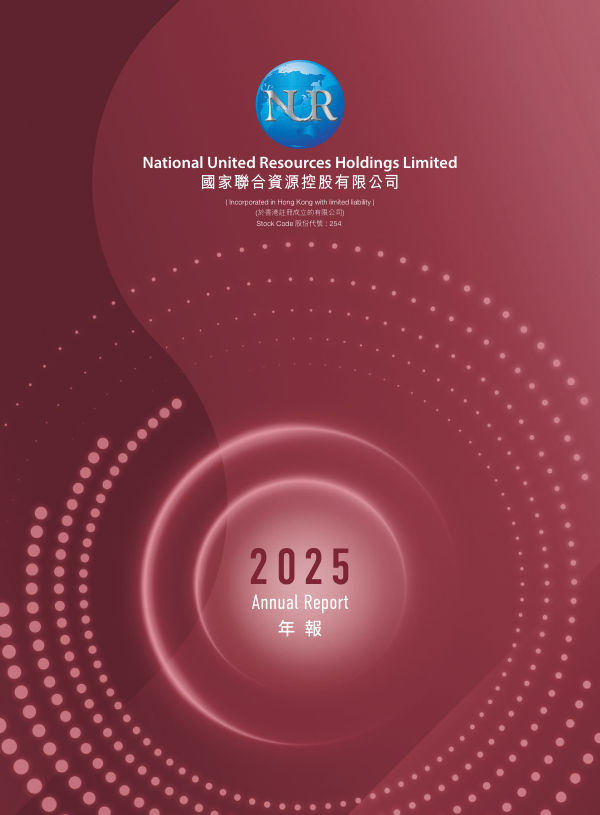 NUR
National United Resources Holdings Limited
國家聯合資源控股有限公司
( Incorporated in Hong Kong with limited liability )
(於香港註冊成立的有限公司)
Stock Code 股份代號 : 254
2025
Annual Report
年報